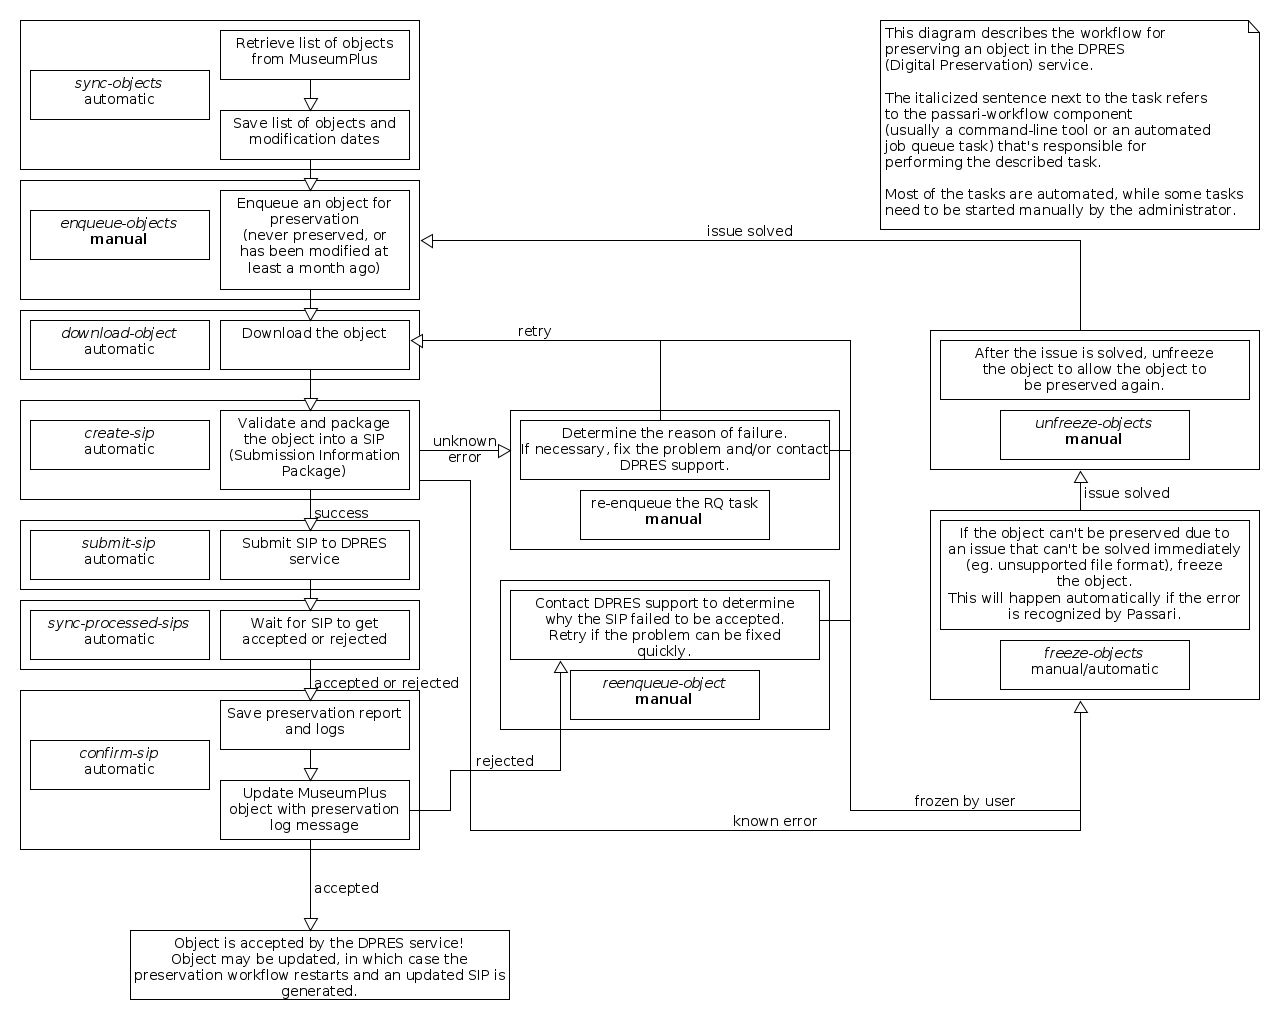 Retrieve list of objects
from MuseumPlus
sync-objects
automatic
Save list of objects and
modification dates
Enqueue an object for
preservation
(never preserved, or
has been modified at
least a month ago)
enqueue-objects
manual
download-object
automatic
Download the object
create-sip
automatic
Validate and package
the object into a SIP
(Submission Information
Package)
success
submit-sip
automatic
Submit SIP to DPRES
service
sync-processed-sips
automatic
Wait for SIP to get
accepted or rejected
accepted or rejected
Save preservation report
and logs
confirm-sip
automatic
Update MuseumPlus
object with preservation
log message
accepted
Object is accepted by the DPRES service!
Object may be updated, in which case the
preservation workflow restarts and an updated SIP is
generated.
issue solved
retry
unknown
error
Determine the reason of failure.
If necessary, fix the problem and/or contact
DPRES support.
re-enqueue the RQ task
manual
Contact DPRES support to determine
why the SIP failed to be accepted.
Retry if the problem can be fixed
quickly.
reenqueue-object
manual
rejected
known error
frozen by user
This diagram describes the workflow for
preserving an object in the DPRES
(Digital Preservation) service.
The italicized sentence next to the task refers
to the passari-workflow component
(usually a command-line tool or an automated
job queue task) that's responsible for
performing the described task.
Most of the tasks are automated, while some tasks
need to be started manually by the administrator.
After the issue is solved, unfreeze
the object to allow the object to
be preserved again.
unfreeze-objects
manual
issue solved
If the object can't be preserved due to
an issue that can't be solved immediately
(eg. unsupported file format), freeze
the object.
This will happen automatically if the error
is recognized by Passari.
freeze-objects
manual/automatic